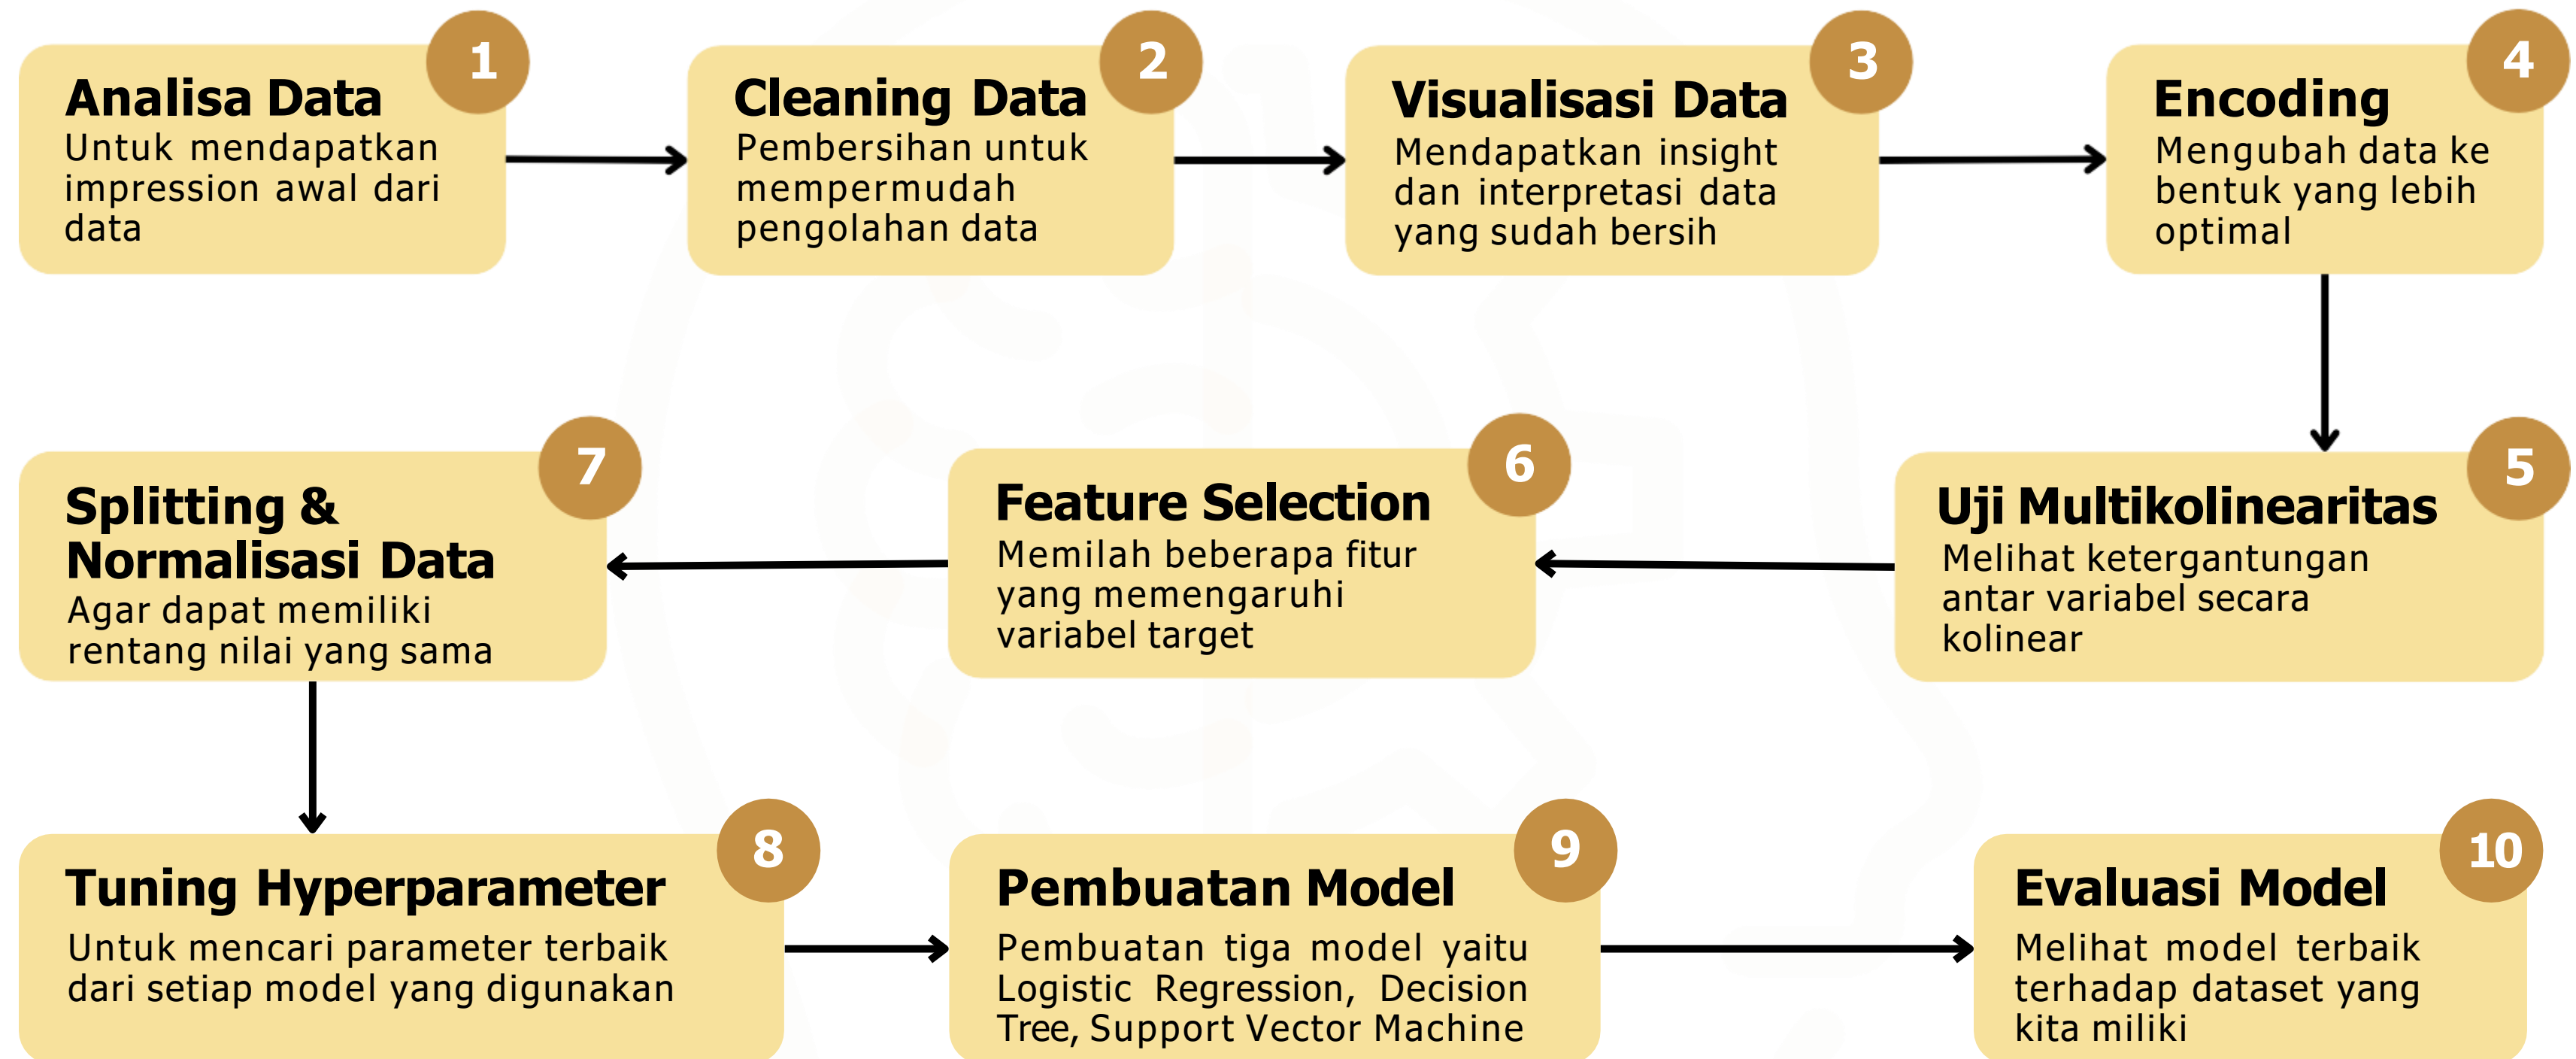 1
Analisa Data
Untuk mendapatkan
impression awal dari
data
2
Cleaning Data
Pembersihan untuk
mempermudah
pengolahan data
3
Visualisasi Data
Mendapatkan insight
dan interpretasi data
yang sudah bersih
4
Encoding
Mengubah data ke
bentuk yang lebih
optimal
5
Uji Multikolinearitas
Melihat ketergantungan
antar variabel secara
kolinear
6
Feature Selection
Memilah beberapa fitur
yang memengaruhi
variabel target
7
Splitting &
Normalisasi Data
Agar dapat memiliki
rentang nilai yang sama
8
Tuning Hyperparameter
Untuk mencari parameter terbaik
dari setiap model yang digunakan
9
Pembuatan Model
Pembuatan tiga model yaitu
Logistic Regression, Decision
Tree, Support Vector Machine
10
Evaluasi Model
Melihat model terbaik
terhadap dataset yang
kita miliki